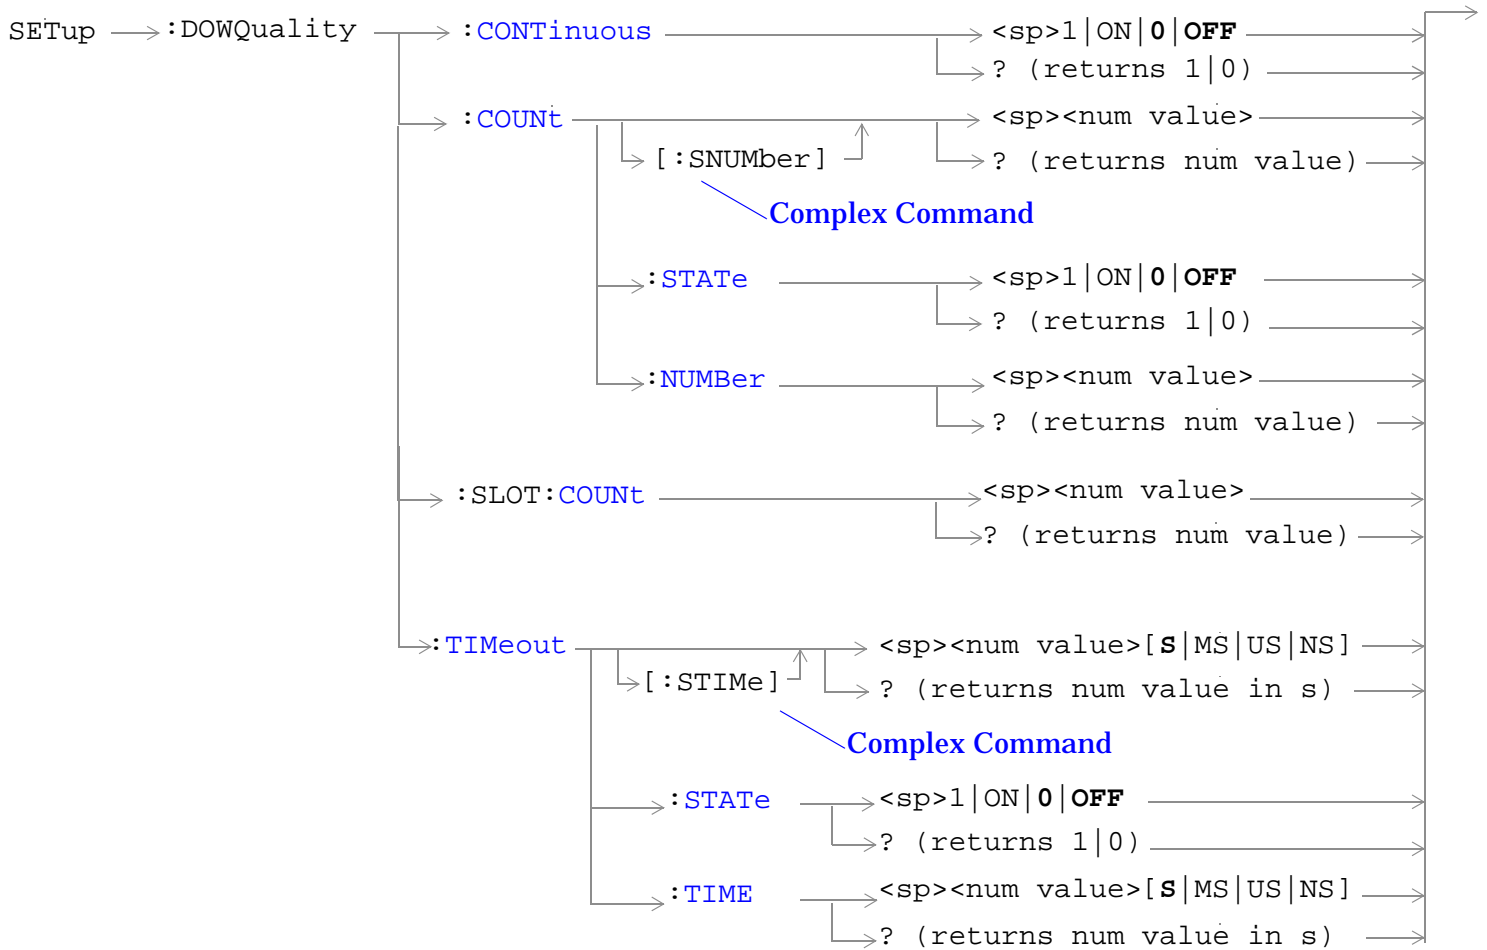 SETup :DOWQuality :CONTinuous <sp>1|ON|0|OFF
? (returns 1|0)
:COUNt <sp><num value>
[:SNUMber] ? (returns num value)
Complex Command
:STATe <sp>1|ON|0|OFF
? (returns 1|0)
:NUMBer <sp><num value>
? (returns num value)
:SLOT:COUNt <sp><num value>
? (returns num value)
:TIMeout <sp><num value>[S|MS|US|NS]
[:STIMe] ? (returns num value in s)
Complex Command
:STATe <sp>1|ON|0|OFF
? (returns 1|0)
:TIME <sp><num value>[S|MS|US|NS]
? (returns num value in s)